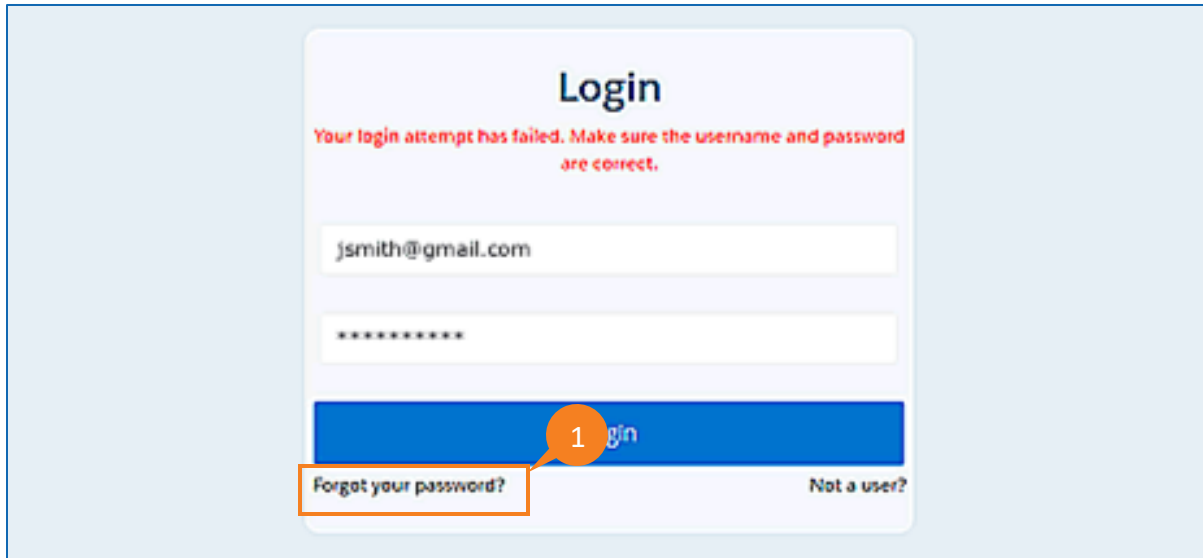 Login
Your login attempt has failed. Make sure the username and password
are correct.
jsmith@gmail.com
**********
1 gin
Forgot your password? Not a user?